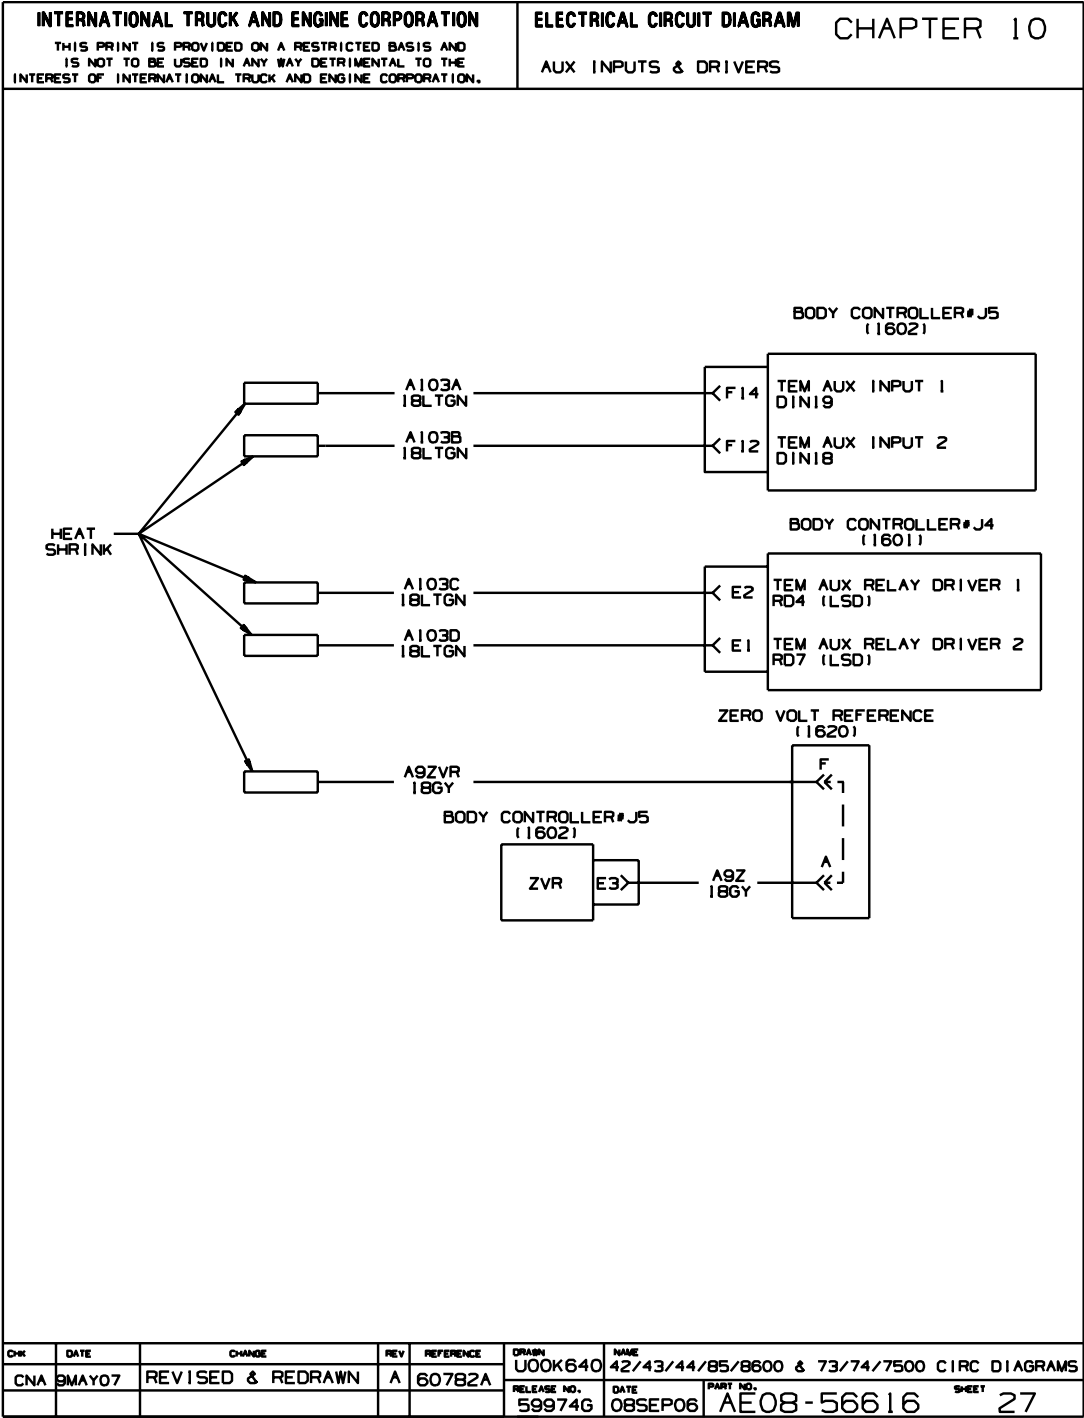 INTERNATIONAL TRUCK AND ENGINE CORPORATION
THIS PRINT IS PROVIDED ON A RESTRICTED BASIS AND
IS NOT TO BE USED IN ANY WAY DETRIMENTAL TO THE
INTEREST OF INTERNATIONAL TRUCK AND ENGINE CORPORATION.
ELECTRICAL CIRCUIT DIAGRAM
CHAPTER 10
AUX INPUTS & DRIVERS
BODY CONTROLLER#J5
(1602)
A103A
18LTGN
F14
TEM AUX INPUT 1
DIN19
A103B
18LTGN
F12
TEM AUX INPUT 2
DIN18
HEAT
SHRINK
BODY CONTROLLER#J4
(1601)
A103C
18LTGN
E2
TEM AUX RELAY DRIVER 1
RD4 (LSD)
A103D
18LTGN
E1
TEM AUX RELAY DRIVER 2
RD7 (LSD)
ZERO VOLT REFERENCE
(1620)
A9ZVR
18GY
F
BODY CONTROLLER#J5
(1602)
ZVR
E3
A9Z
18GY
A
CHK DATE CHANGE REV REFERENCE
CNA 9MAY07 REVISED & REDRAWN A 60782A
DRAWN
U00K640
NAME
42/43/44/85/8600 & 73/74/7500 CIRC DIAGRAMS
RELEASE NO.
59974G
DATE
08SEP06
PART NO.
AE08-56616
SHEET
27